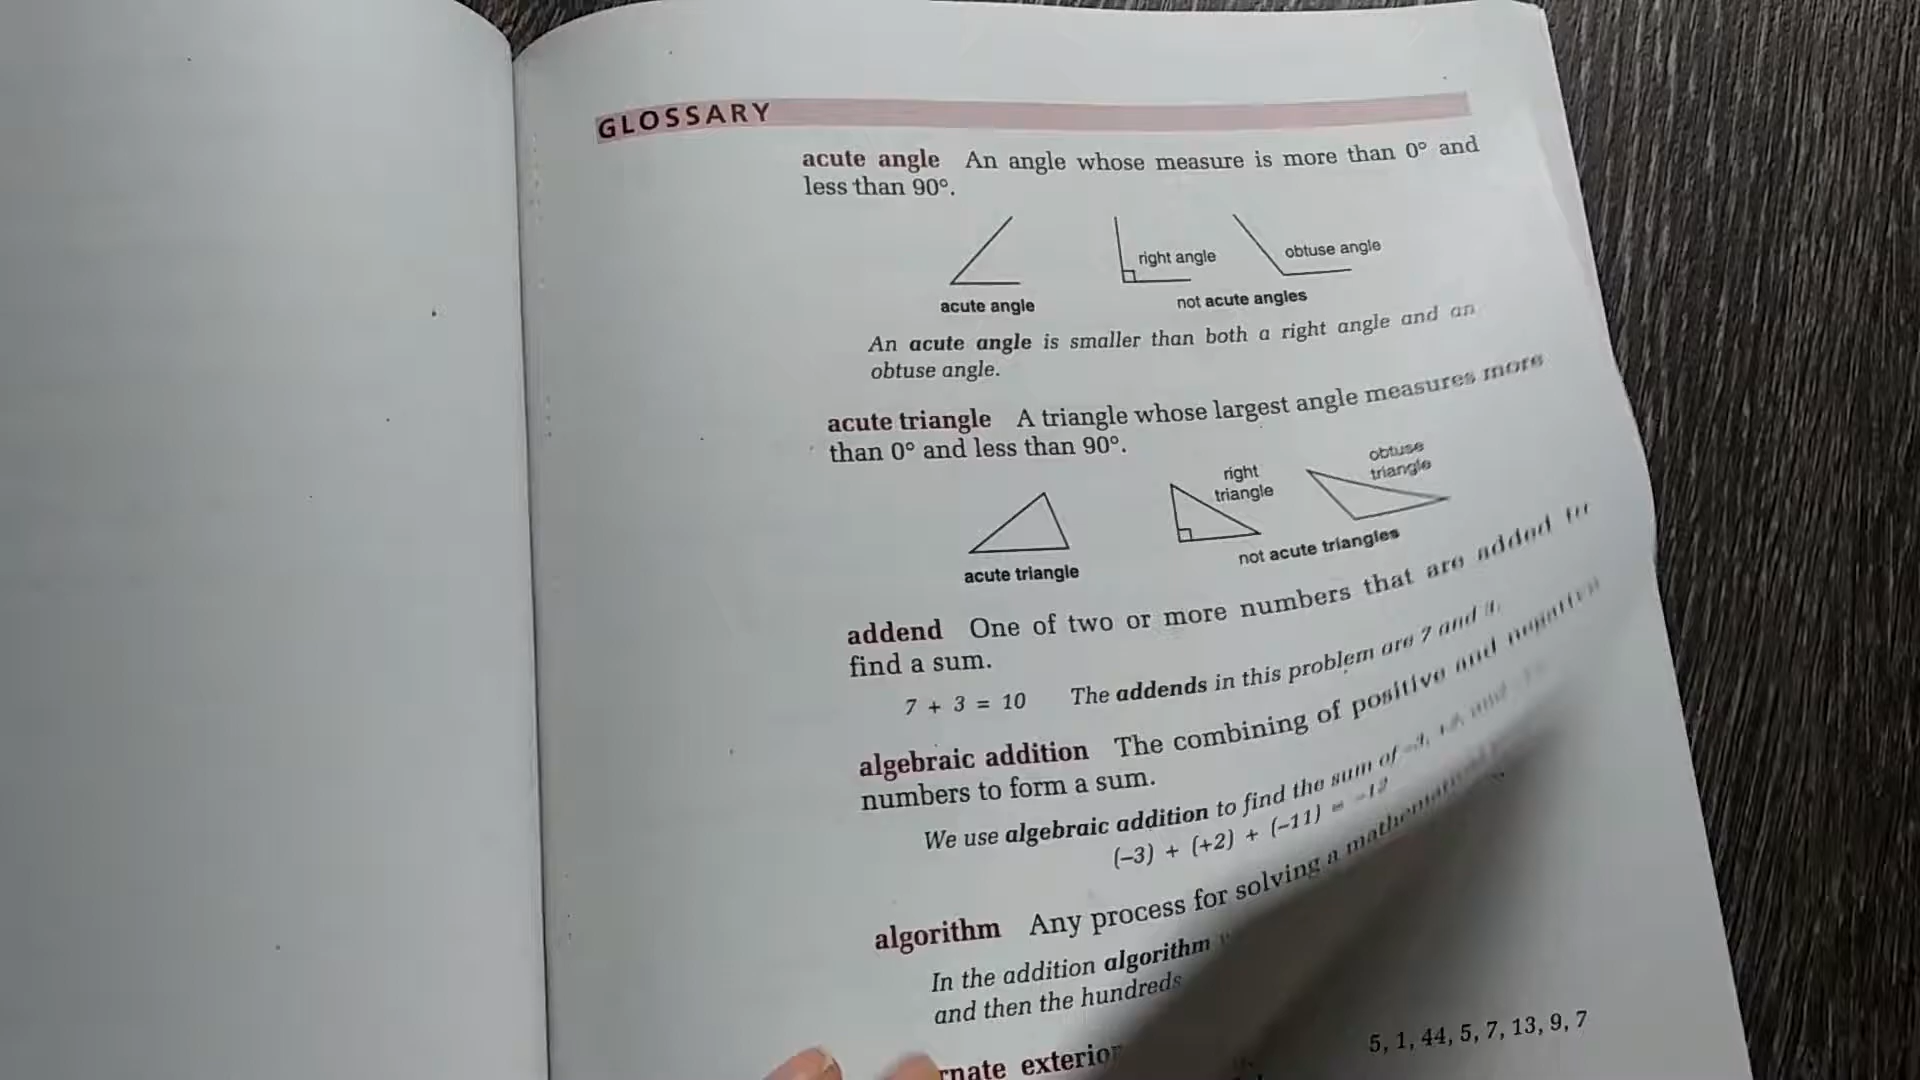 GLOSSARY
acute angle An angle whose measure is more than 0° and
less than 90°.
right angle
obtuse angle
acute angle
not acute angles
An acute angle is smaller than both a right angle and an
obtuse angle.
acute triangle A triangle whose largest angle measures more
than 0° and less than 90°.
right
triangle
obtuse
triangle
acute triangle
not acute triangles
addend One of two or more numbers that are added to
find a sum.
7 + 3 = 10 The addends in this problem are 7 and 3.
algebraic addition The combining of positive and negative
numbers to form a sum.
We use algebraic addition to find the sum of –3,
(–3) + (+2) + (–11) = –12
algorithm Any process for solving a mathematical
In the addition algorithm
and then the hundreds
exterior
5, 1, 44, 5, 7, 13, 9, 7